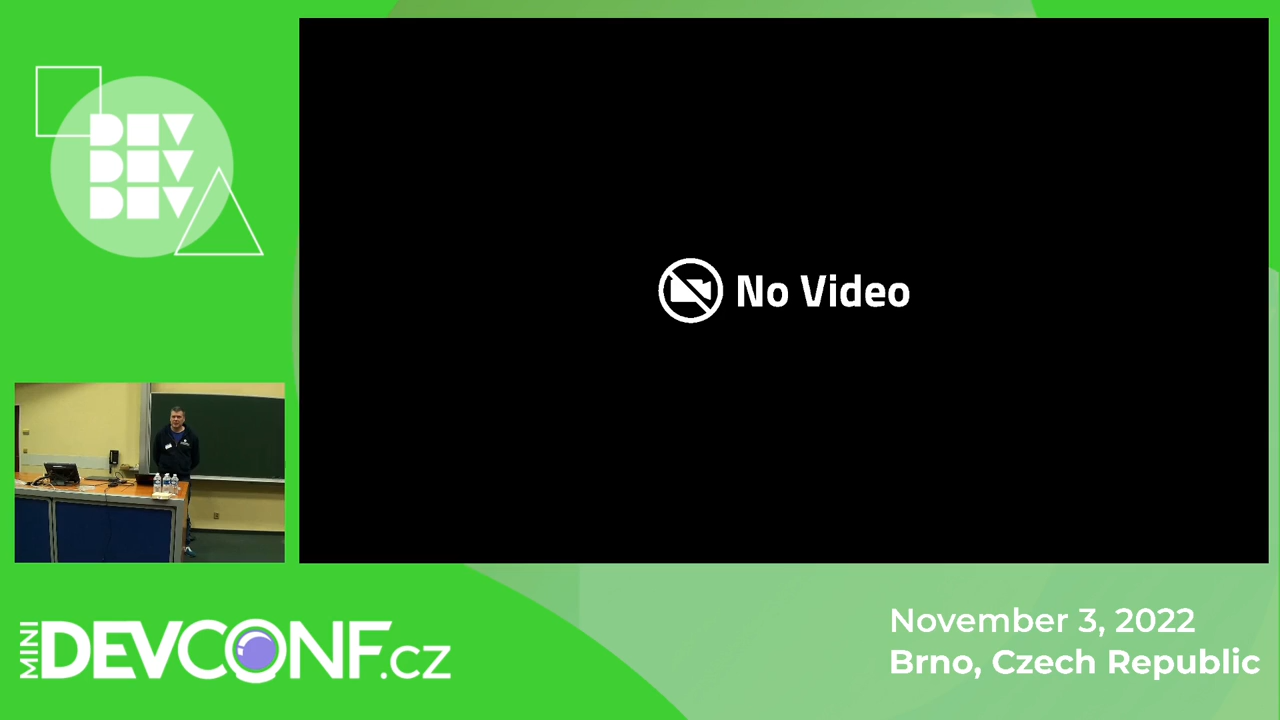 DEV
DEV
DEV
No Video
MINI DEVCONF.CZ
November 3, 2022
Brno, Czech Republic